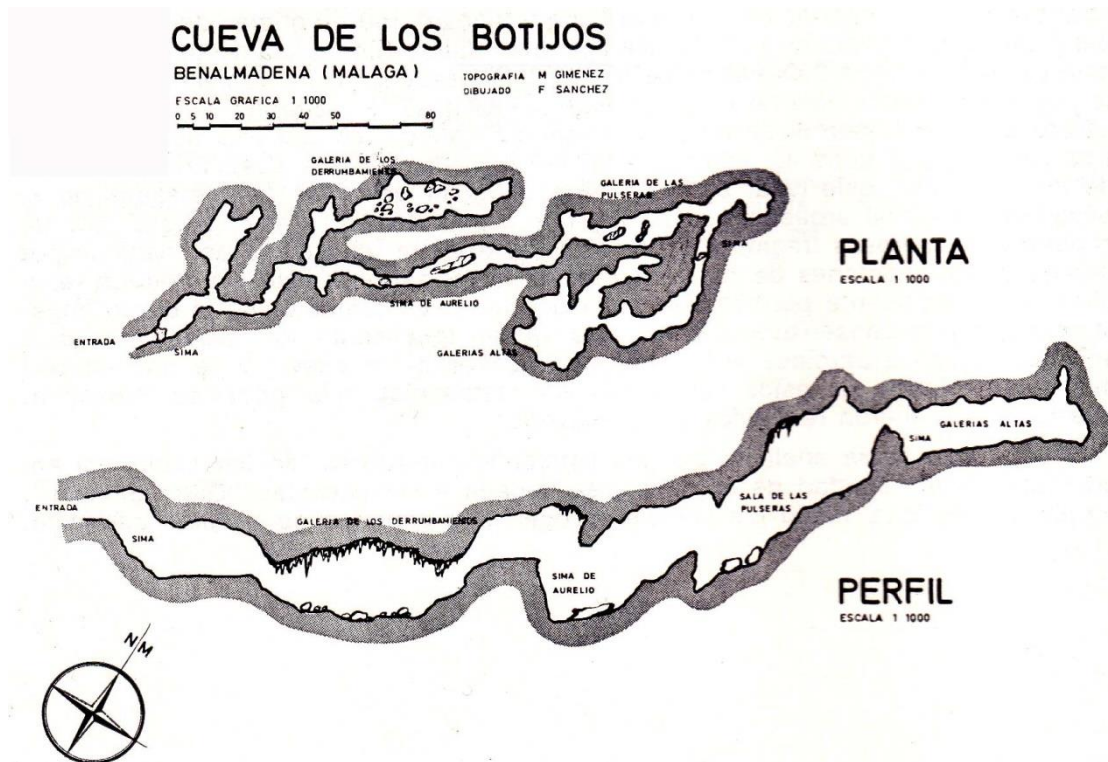 CUEVA DE LOS BOTIJOS
BENALMADENA (MALAGA)
TOPOGRAFIA M GIMENEZ
DIBUJADO F SANCHEZ
ESCALA GRAFICA 1 1000
0 5 10 20 30 40 50 80
GALERIA DE LOS
DERRUMBAMIENTOS
GALERIA DE LAS
PULSERAS
SIMA
PLANTA
ESCALA 1 1000
SIMA DE AURELIO
ENTRADA
SIMA
GALERIAS ALTAS
GALERIAS ALTAS
SIMA
ENTRADA
SIMA
GALERIA DE LOS DERRUMBAMIENTOS
SALA DE LAS
PULSERAS
SIMA DE
AURELIO
PERFIL
ESCALA 1 1000
NM